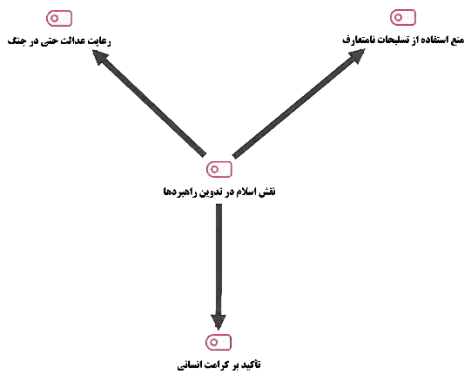 منع استفاده از تسلیحات نامتعارف
رعایت عدالت حتی در جنگ
نقش اسلام در تدوین راهبردها
تأکید بر کرامت انسانی